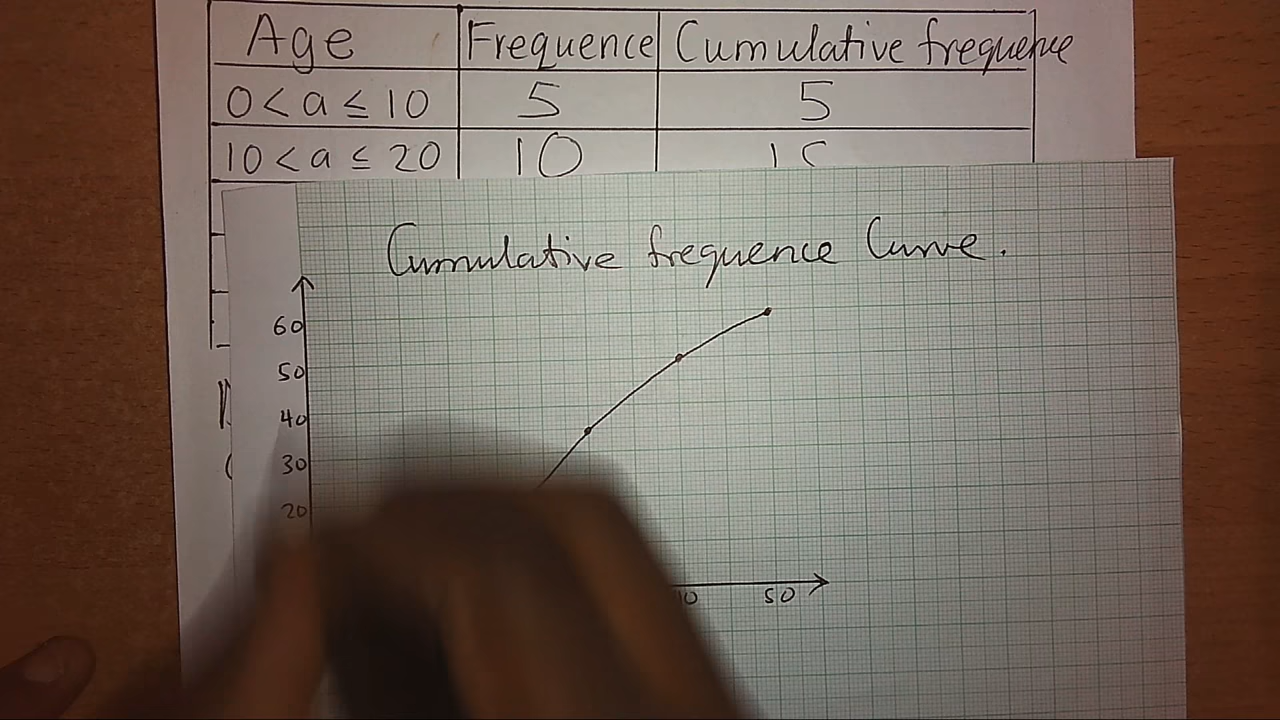 Age Frequence Cumulative frequence
0 < a ≤ 10 5 5
10 < a ≤ 20 10 15
Cumulative frequence Curve.
60
50
40
30
20
50